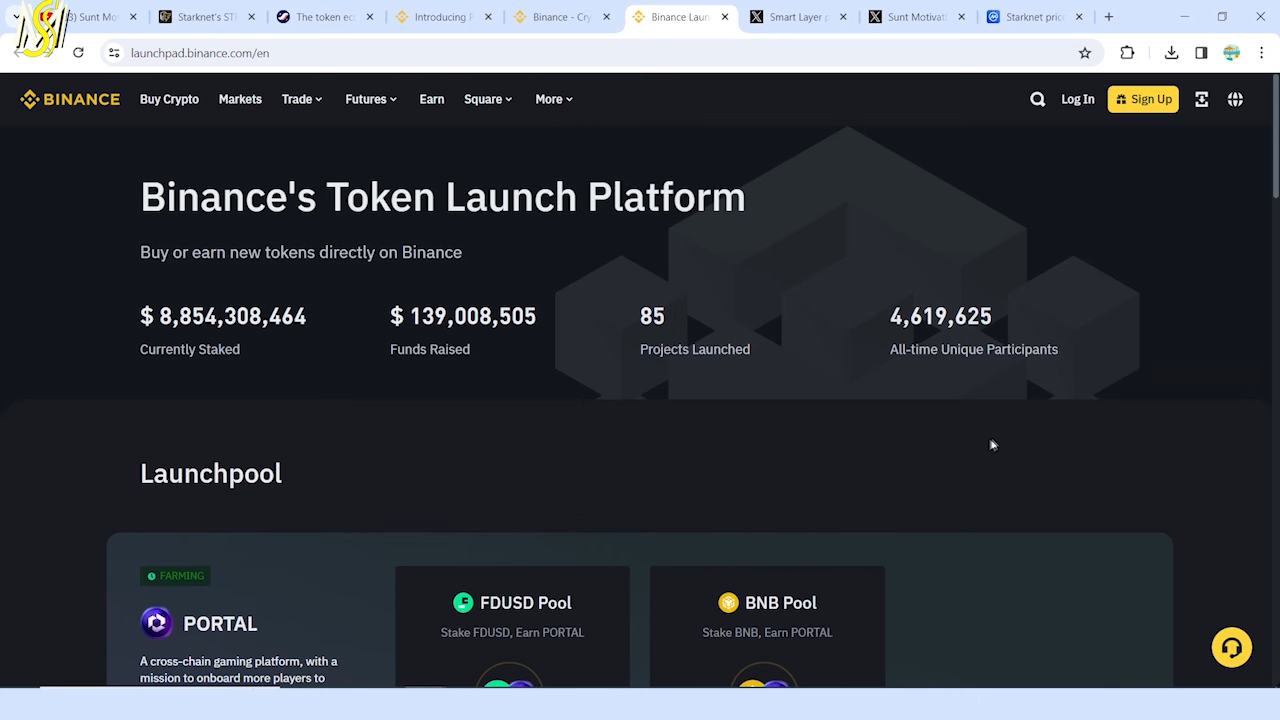 MS
3) Sunt Mot
Starknet's ST
The token ec
Introducing P
Binance - Cry
Binance Laun
Smart Layer p
Sunt Motivati
Starknet pric
launchpad.binance.com/en
BINANCE
Buy Crypto
Markets
Trade
Futures
Earn
Square
More
Log In
Sign Up
Binance's Token Launch Platform
Buy or earn new tokens directly on Binance
$ 8,854,308,464
$ 139,008,505
85
4,619,625
Currently Staked
Funds Raised
Projects Launched
All-time Unique Participants
Launchpool
FARMING
PORTAL
A cross-chain gaming platform, with a
mission to onboard more players to
FDUSD Pool
Stake FDUSD, Earn PORTAL
BNB Pool
Stake BNB, Earn PORTAL